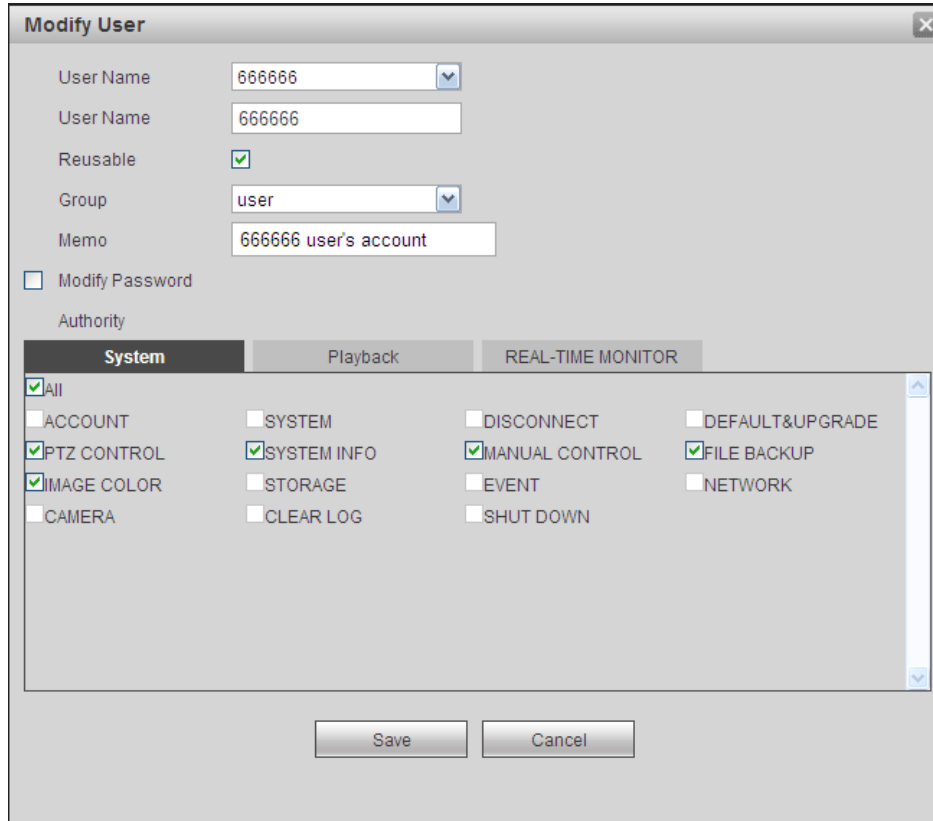 Modify User
User Name 666666
User Name 666666
Reusable
Group user
Memo 666666 user's account
Modify Password
Authority
System Playback REAL-TIME MONITOR
All
ACCOUNT SYSTEM DISCONNECT DEFAULT&UPGRADE
PTZ CONTROL SYSTEM INFO MANUAL CONTROL FILE BACKUP
IMAGE COLOR STORAGE EVENT NETWORK
CAMERA CLEAR LOG SHUT DOWN
Save Cancel